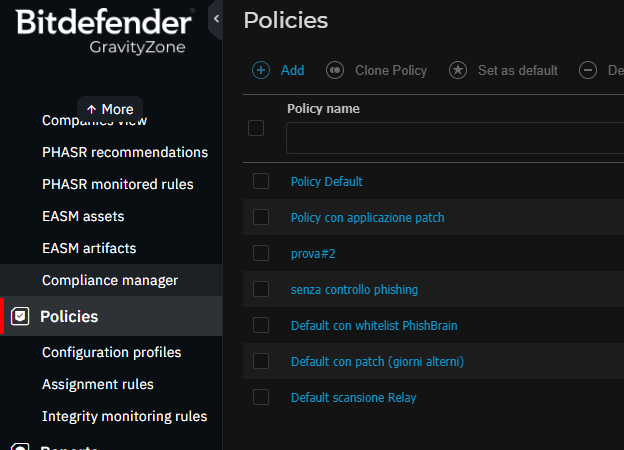 Bitdefender
GravityZone
Policies
Add
Clone Policy
Set as default
De
Policy name
Policy Default
Policy con applicazione patch
prova#2
senza controllo phishing
Default con whitelist PhishBrain
Default con patch (giorni alterni)
Default scansione Relay
More
Companies view
PHASR recommendations
PHASR monitored rules
EASM assets
EASM artifacts
Compliance manager
Policies
Configuration profiles
Assignment rules
Integrity monitoring rules
Reports